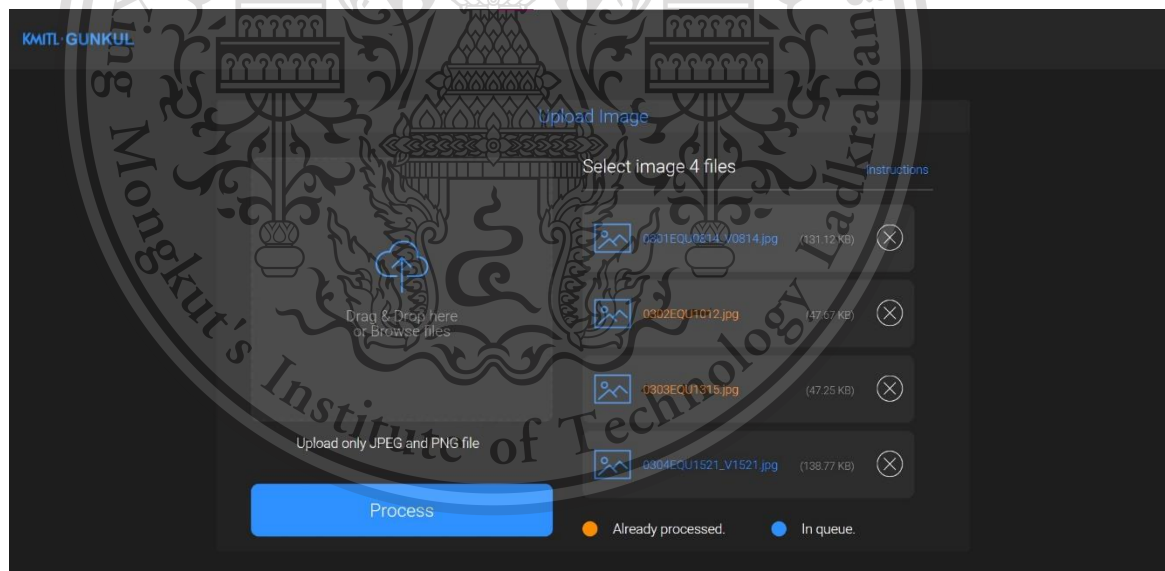 KMITL·GUNKUL
Upload Image
Select image 4 files
Instructions
Drag & Drop here
or Browse files
Upload only JPEG and PNG file
Process
0301EQU0814_V0814.jpg (131.12 KB)
0302EQU1012.jpg (47.67 KB)
0303EQU1315.jpg (47.25 KB)
0304EQU1521_V1521.jpg (138.77 KB)
Already processed.
In queue.
Mongkut's Institute of Technology Ladkrabang